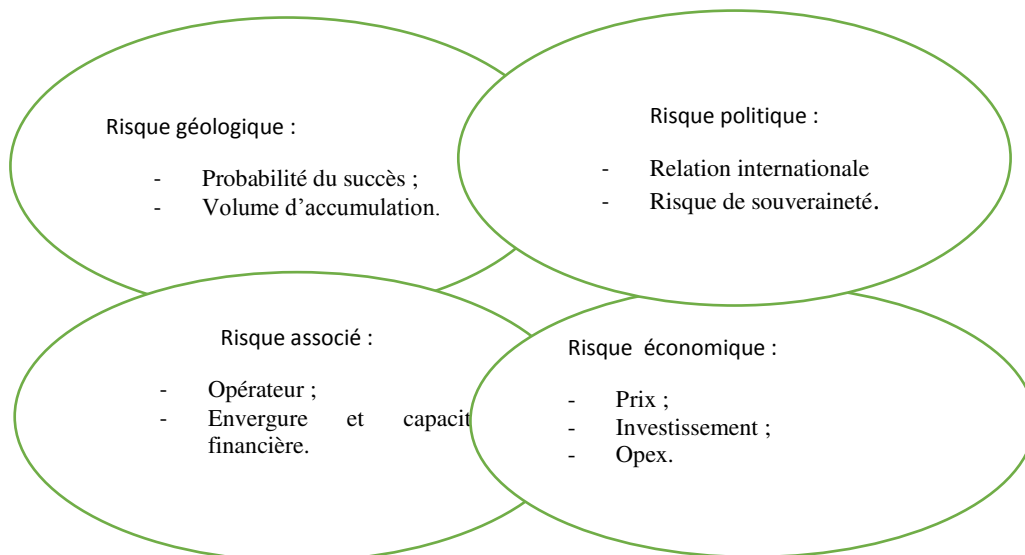 Risque géologique :
- Probabilité du succès ;
- Volume d’accumulation.
Risque politique :
- Relation internationale
- Risque de souveraineté.
Risque associé :
- Opérateur ;
- Envergure et capacit
financière.
Risque économique :
- Prix ;
- Investissement ;
- Opex.